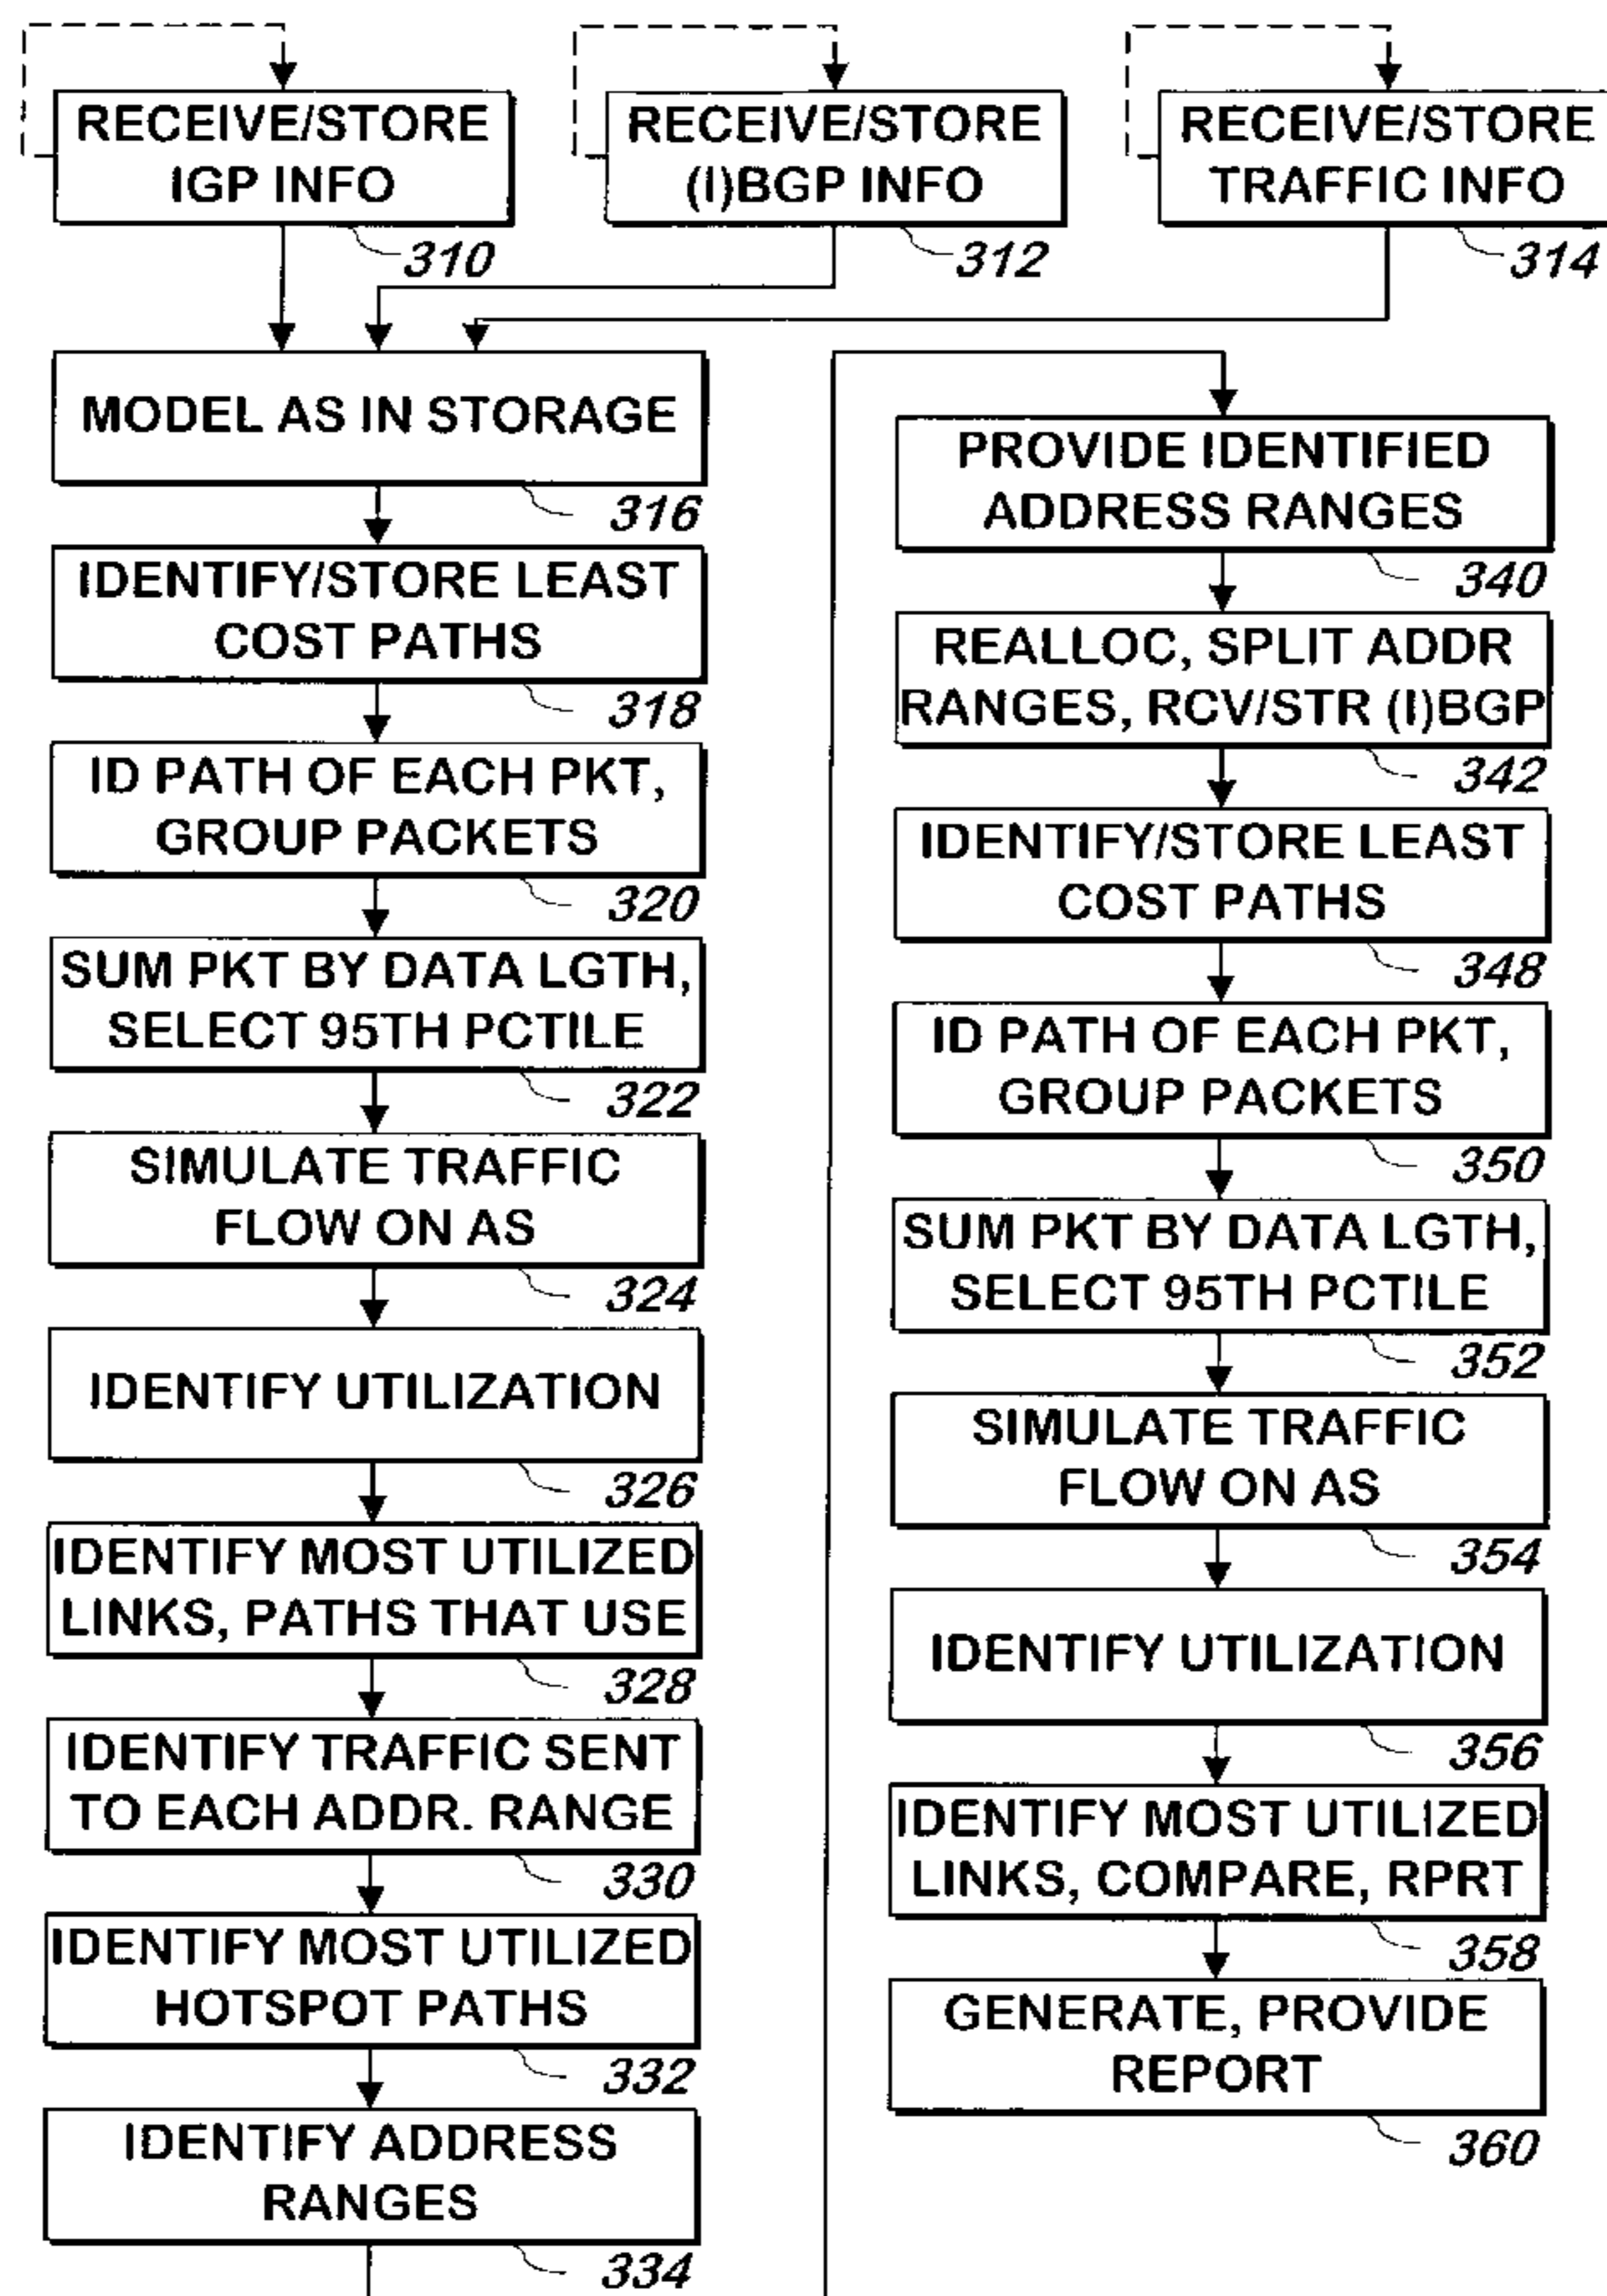 RECEIVE/STORE
IGP INFO
310
RECEIVE/STORE
(I)BGP INFO
312
RECEIVE/STORE
TRAFFIC INFO
314
MODEL AS IN STORAGE
316
IDENTIFY/STORE LEAST
COST PATHS
318
ID PATH OF EACH PKT,
GROUP PACKETS
320
SUM PKT BY DATA LGTH,
SELECT 95TH PCTILE
322
SIMULATE TRAFFIC
FLOW ON AS
324
IDENTIFY UTILIZATION
326
IDENTIFY MOST UTILIZED
LINKS, PATHS THAT USE
328
IDENTIFY TRAFFIC SENT
TO EACH ADDR. RANGE
330
IDENTIFY MOST UTILIZED
HOTSPOT PATHS
332
IDENTIFY ADDRESS
RANGES
334
PROVIDE IDENTIFIED
ADDRESS RANGES
340
REALLOC, SPLIT ADDR
RANGES, RCV/STR (I)BGP
342
IDENTIFY/STORE LEAST
COST PATHS
348
ID PATH OF EACH PKT,
GROUP PACKETS
350
SUM PKT BY DATA LGTH,
SELECT 95TH PCTILE
352
SIMULATE TRAFFIC
FLOW ON AS
354
IDENTIFY UTILIZATION
356
IDENTIFY MOST UTILIZED
LINKS, COMPARE, RPRT
358
GENERATE, PROVIDE
REPORT
360